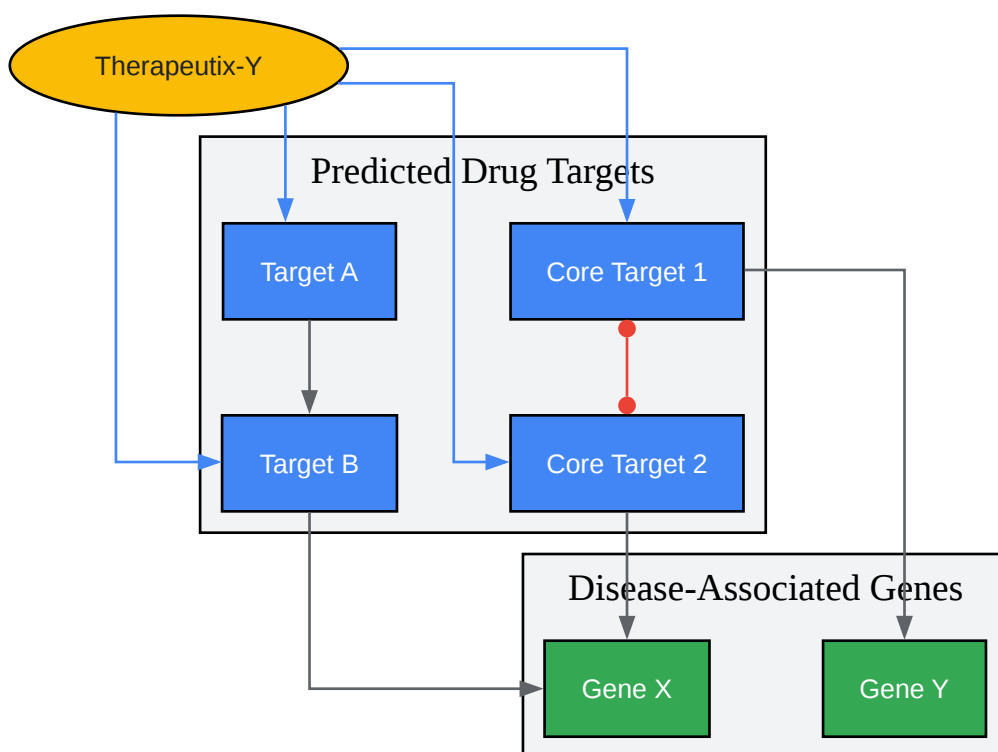 Therapeutix-Y
Predicted Drug Targets
Target A
Core Target 1
Target B
Core Target 2
Disease-Associated Genes
Gene X
Gene Y